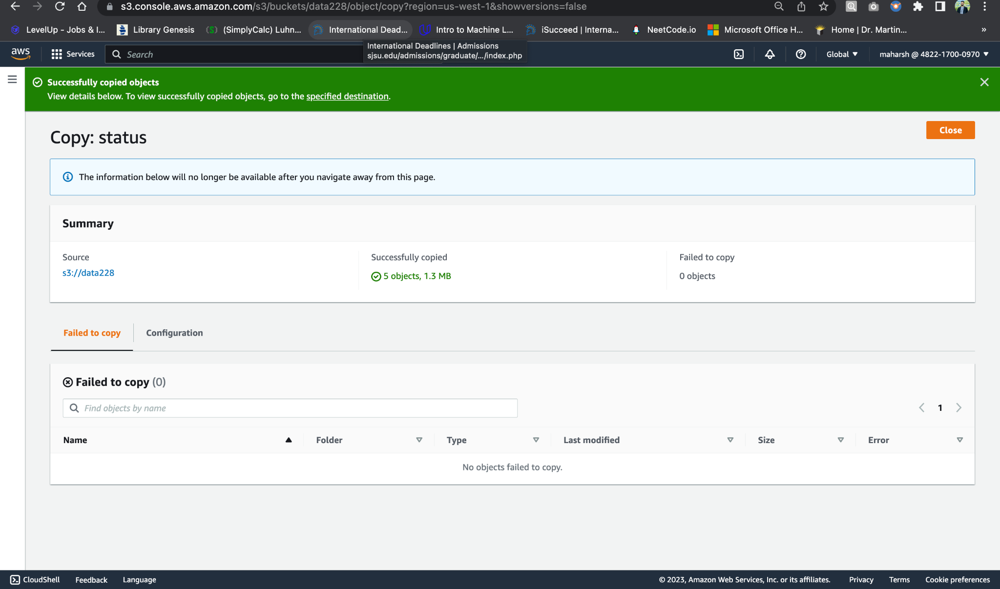 s3.console.aws.amazon.com/s3/buckets/data228/object/copy?region=us-west-1&showversions=false
LevelUp - Jobs & I... Library Genesis (SimplyCalc) Luhn... International Dead... Intro to Machine L... iSucceed | Interna... NeetCode.io Microsoft Office H... Home | Dr. Martin... »
International Deadlines | Admissions
sjsu.edu/admissions/graduate/.../index.php
aws Services Search Global maharsh @ 4822-1700-0970
Successfully copied objects
View details below. To view successfully copied objects, go to the specified destination.
Copy: status
Close
The information below will no longer be available after you navigate away from this page.
Summary
Source Successfully copied Failed to copy
s3://data228 5 objects, 1.3 MB 0 objects
Failed to copy Configuration
Failed to copy (0)
Find objects by name 1
Name Folder Type Last modified Size Error
No objects failed to copy.
CloudShell Feedback Language © 2023, Amazon Web Services, Inc. or its affiliates. Privacy Terms Cookie preferences